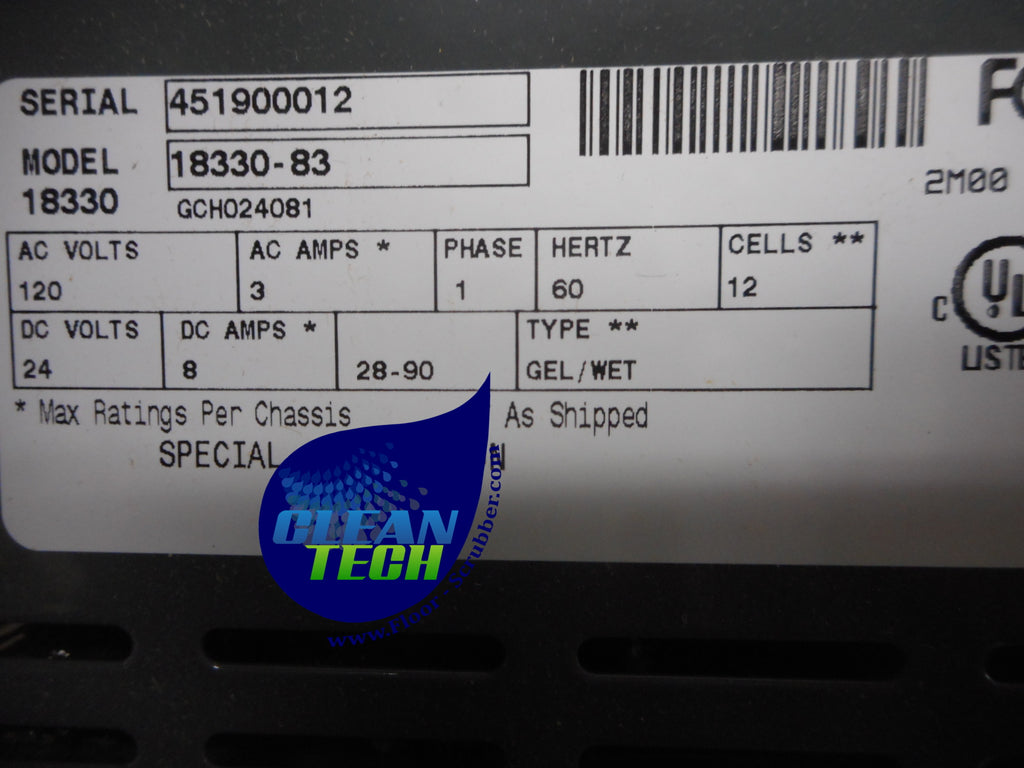 SERIAL 451900012
MODEL 18330-83
18330 GCH024081
2M00
AC VOLTS AC AMPS * PHASE HERTZ CELLS **
120 3 1 60 12
DC VOLTS DC AMPS * TYPE **
24 8 28-90 GEL/WET
C UL
* Max Ratings Per Chassis As Shipped
SPECIAL
CLEAN
TECH
www.Floor-Scrubber.com